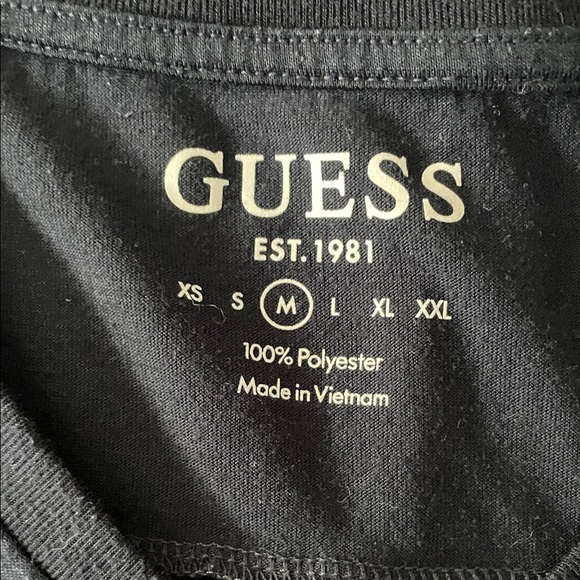 GUESS
EST. 1981
XS S M L XL XXL
100% Polyester
Made in Vietnam